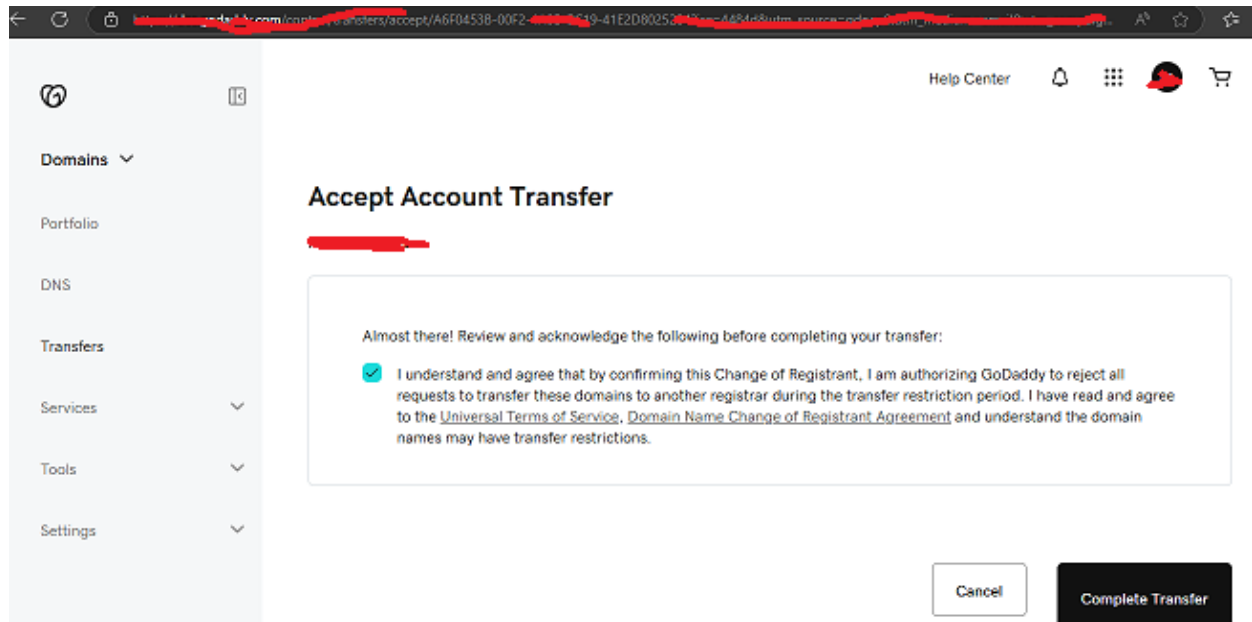 Help Center
Domains
Portfolio
DNS
Transfers
Services
Tools
Settings
Accept Account Transfer
Almost there! Review and acknowledge the following before completing your transfer:
I understand and agree that by confirming this Change of Registrant, I am authorizing GoDaddy to reject all
requests to transfer these domains to another registrar during the transfer restriction period. I have read and agree
to the Universal Terms of Service, Domain Name Change of Registrant Agreement and understand the domain
names may have transfer restrictions.
Cancel
Complete Transfer